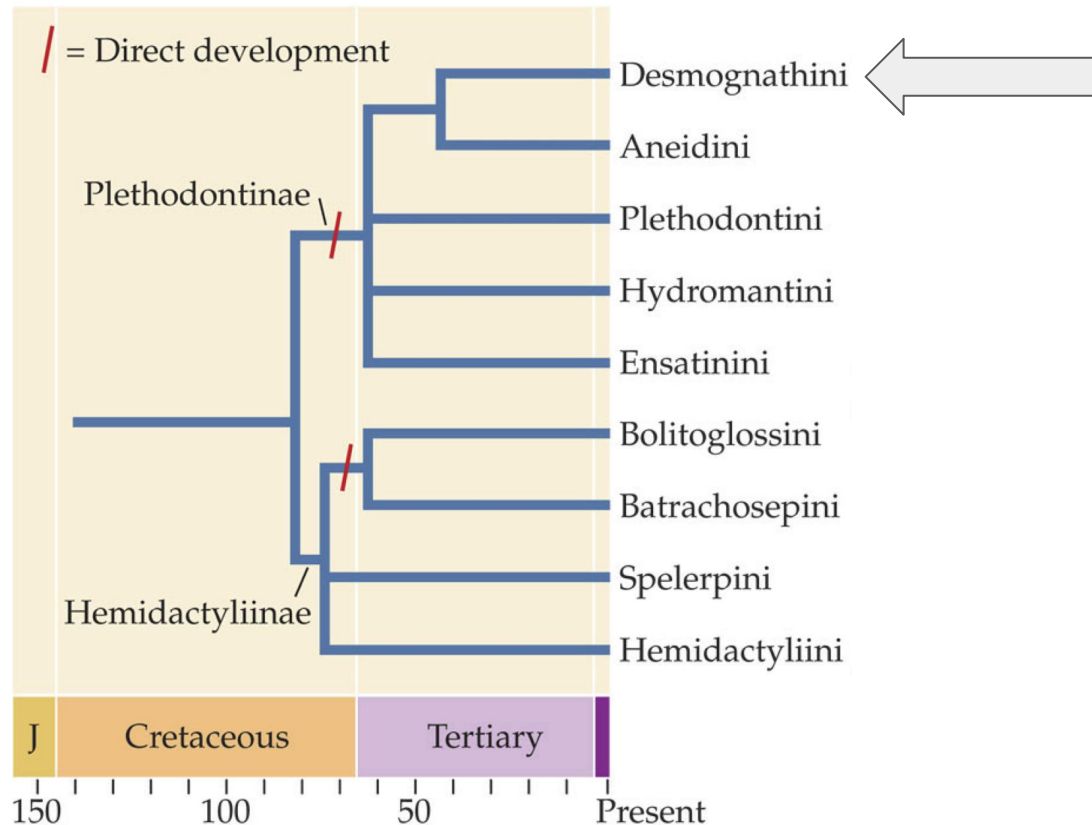 = Direct development
Desmognathini
Aneidini
Plethodontinae
Plethodontini
Hydromantini
Ensatinini
Bolitoglossini
Batrachosepini
Spelerpini
Hemidactyliinae
Hemidactyliini
J Cretaceous Tertiary
150 100 50 Present